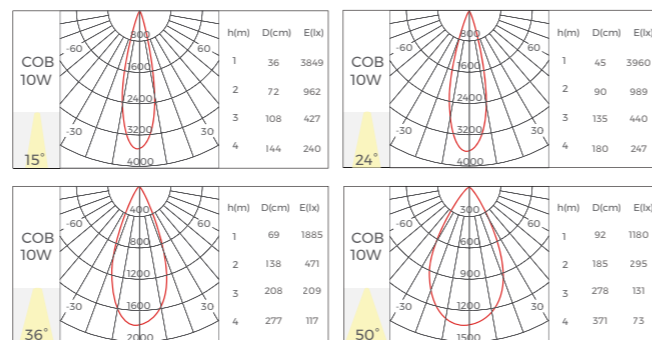 COB
10W
15°
-60
-30
30
800
1600
2400
3200
4000
h(m) D(cm) E(lx)
1 36 3849
2 72 962
3 108 427
4 144 240
COB
10W
24°
-60
60
-30
30
800
1600
2400
3200
4000
h(m) D(cm) E(lx)
1 45 3960
2 90 989
3 135 440
4 180 247
COB
10W
36°
-60
60
-30
30
400
800
1200
1600
2000
h(m) D(cm) E(lx)
1 69 1885
2 138 471
3 208 209
4 277 117
COB
10W
50°
-60
60
-30
30
300
600
900
1200
1500
h(m) D(cm) E(lx)
1 92 1180
2 185 295
3 278 131
4 371 73